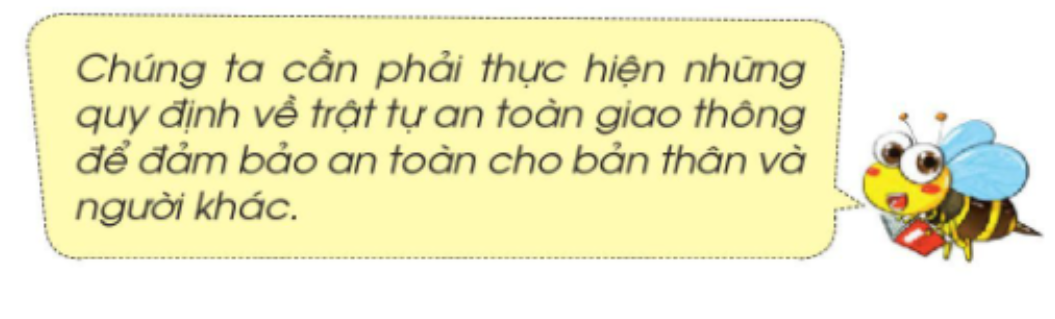 Chúng ta cần phải thực hiện những
quy định về trật tự an toàn giao thông
để đảm bảo an toàn cho bản thân và
người khác.